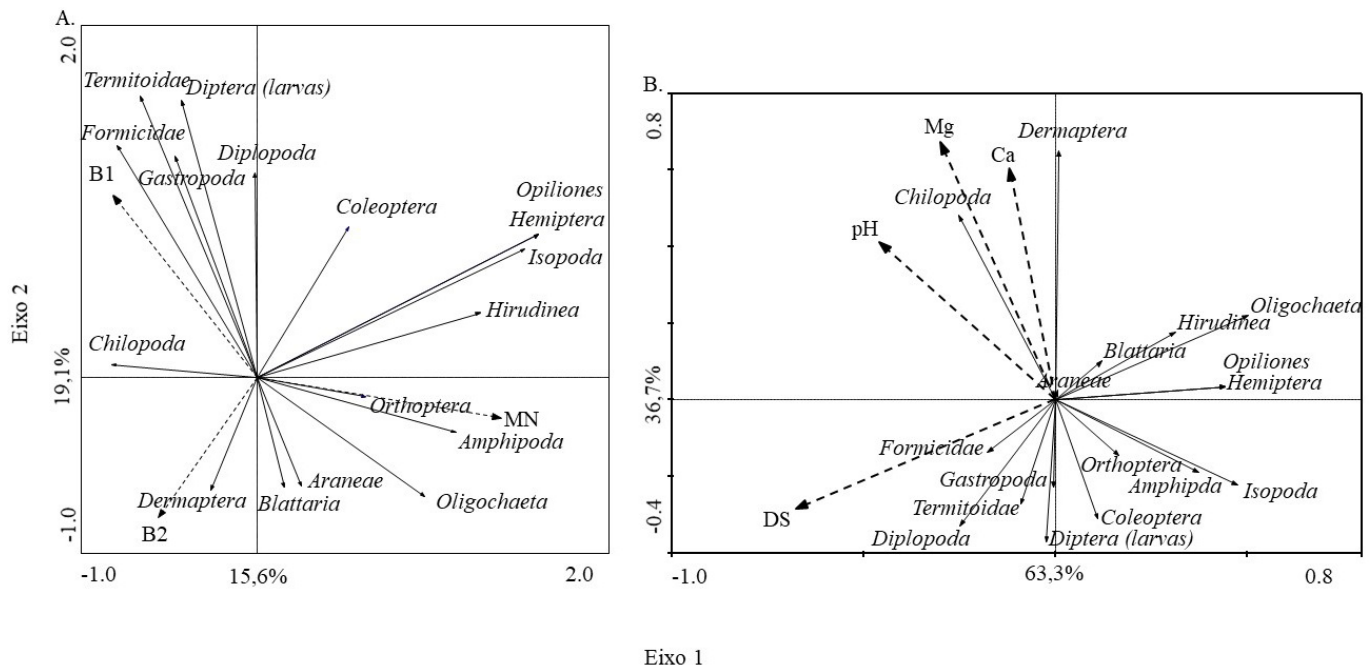 A.
2.0
Termitoidae
Diptera (larvas)
Formicidae
Diplopoda
B1
Gastropoda
Opiliones
Coleoptera
Hemiptera
Isopoda
Eixo 2
Hirudinea
Chilopoda
19,1%
Orthoptera
MN
Amphipoda
Araneae
Dermaptera
Blattaria
Oligochaeta
B2
-1.0
-1.0
15,6%
2.0
B.
0.8
Mg
Dermaptera
Ca
Chilopoda
pH
Oligochaeta
Hirudinea
Blattaria
Opiliones
Araneae
Hemiptera
36,7%
Formicidae
Orthoptera
Gastropoda
Amphipda
Isopoda
Termitoidae
DS
Coleoptera
Diplopoda
Diptera (larvas)
-0.4
-1.0
63,3%
0.8
Eixo 1